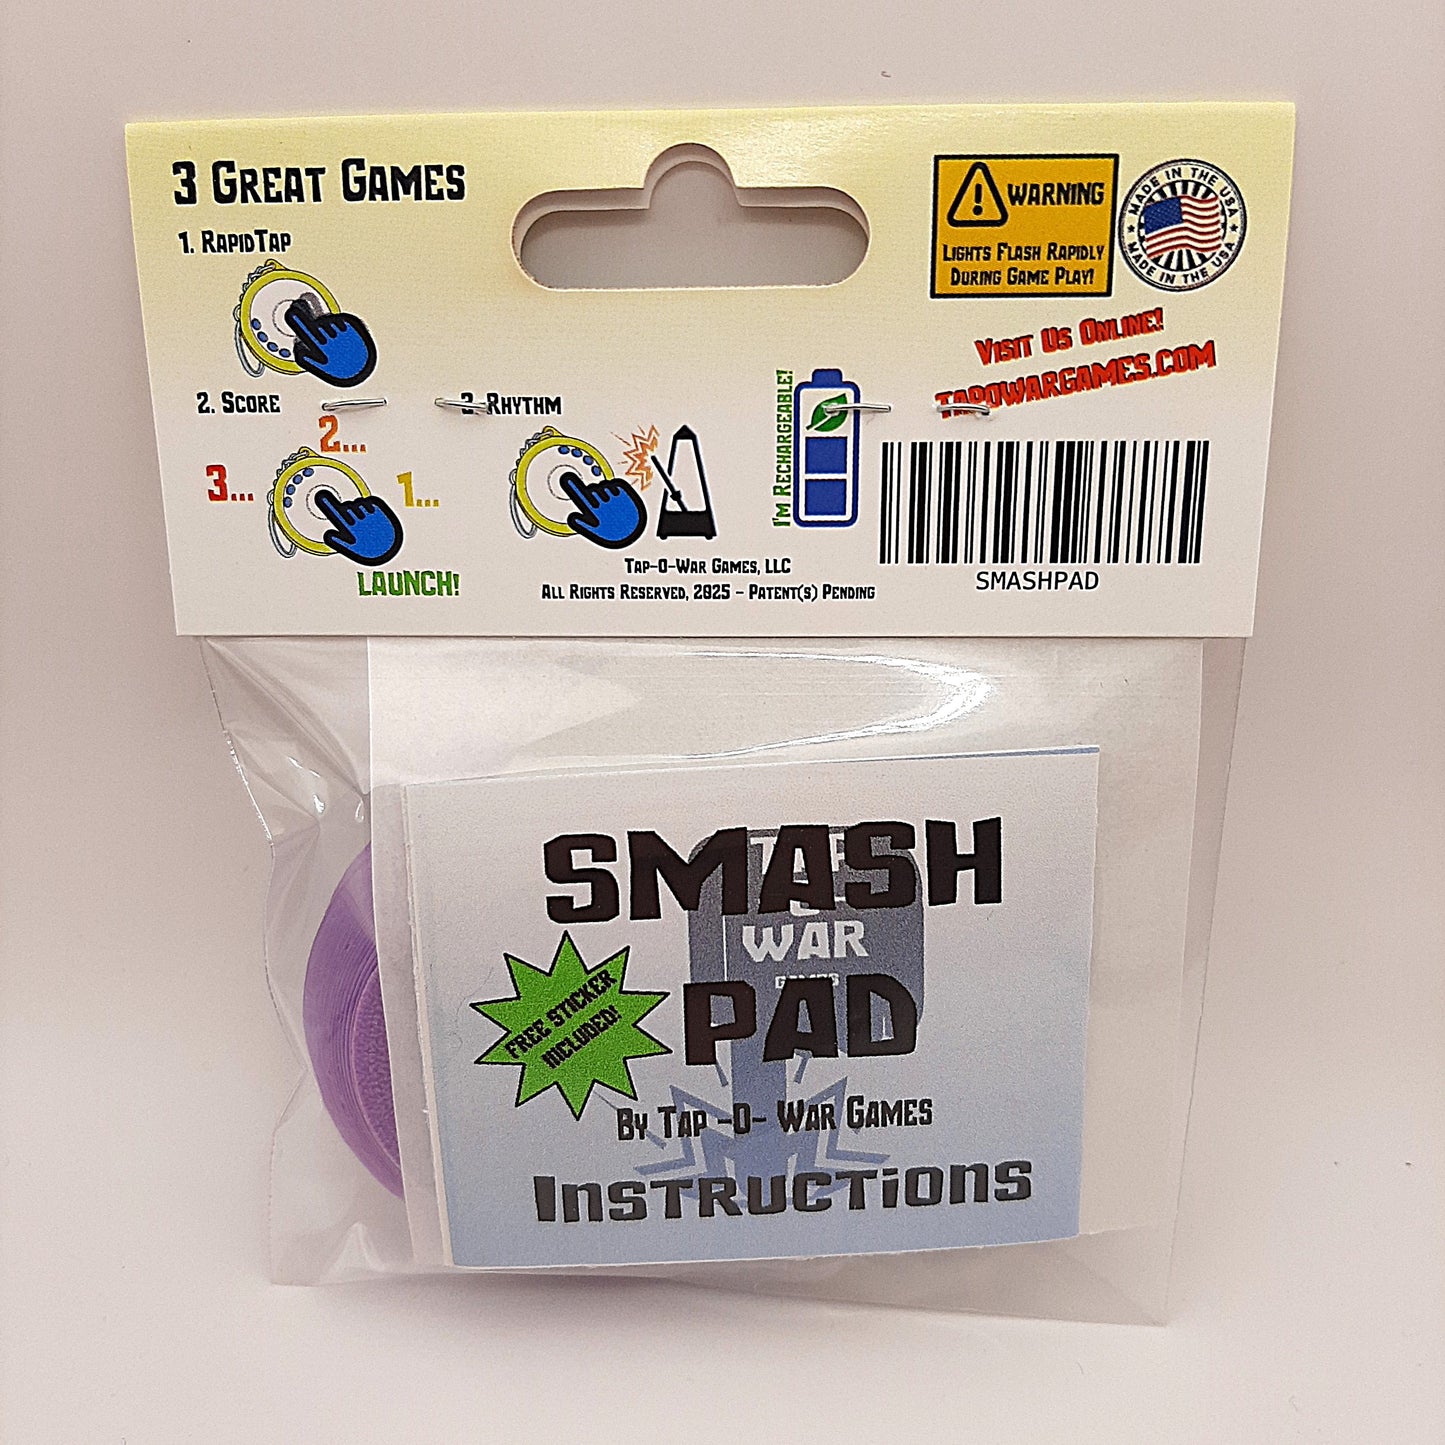 3 Great Games
1. RapidTap
2. Score
3...
2...
1...
LAUNCH!
3. Rhythm
Tap-O-War Games, LLC
All Rights Reserved, 2025 - Patent(s) Pending
I'm Rechargeable!
WARNING
Lights Flash Rapidly
During Game Play!
MADE IN THE USA
MADE IN THE USA
Visit Us Online!
TAPOWARGAMES.COM
SMASHPAD
SMASH
TAP
O
WAR
GAMES
PAD
FREE STICKER
INCLUDED!
By Tap -O- War Games
Instructions